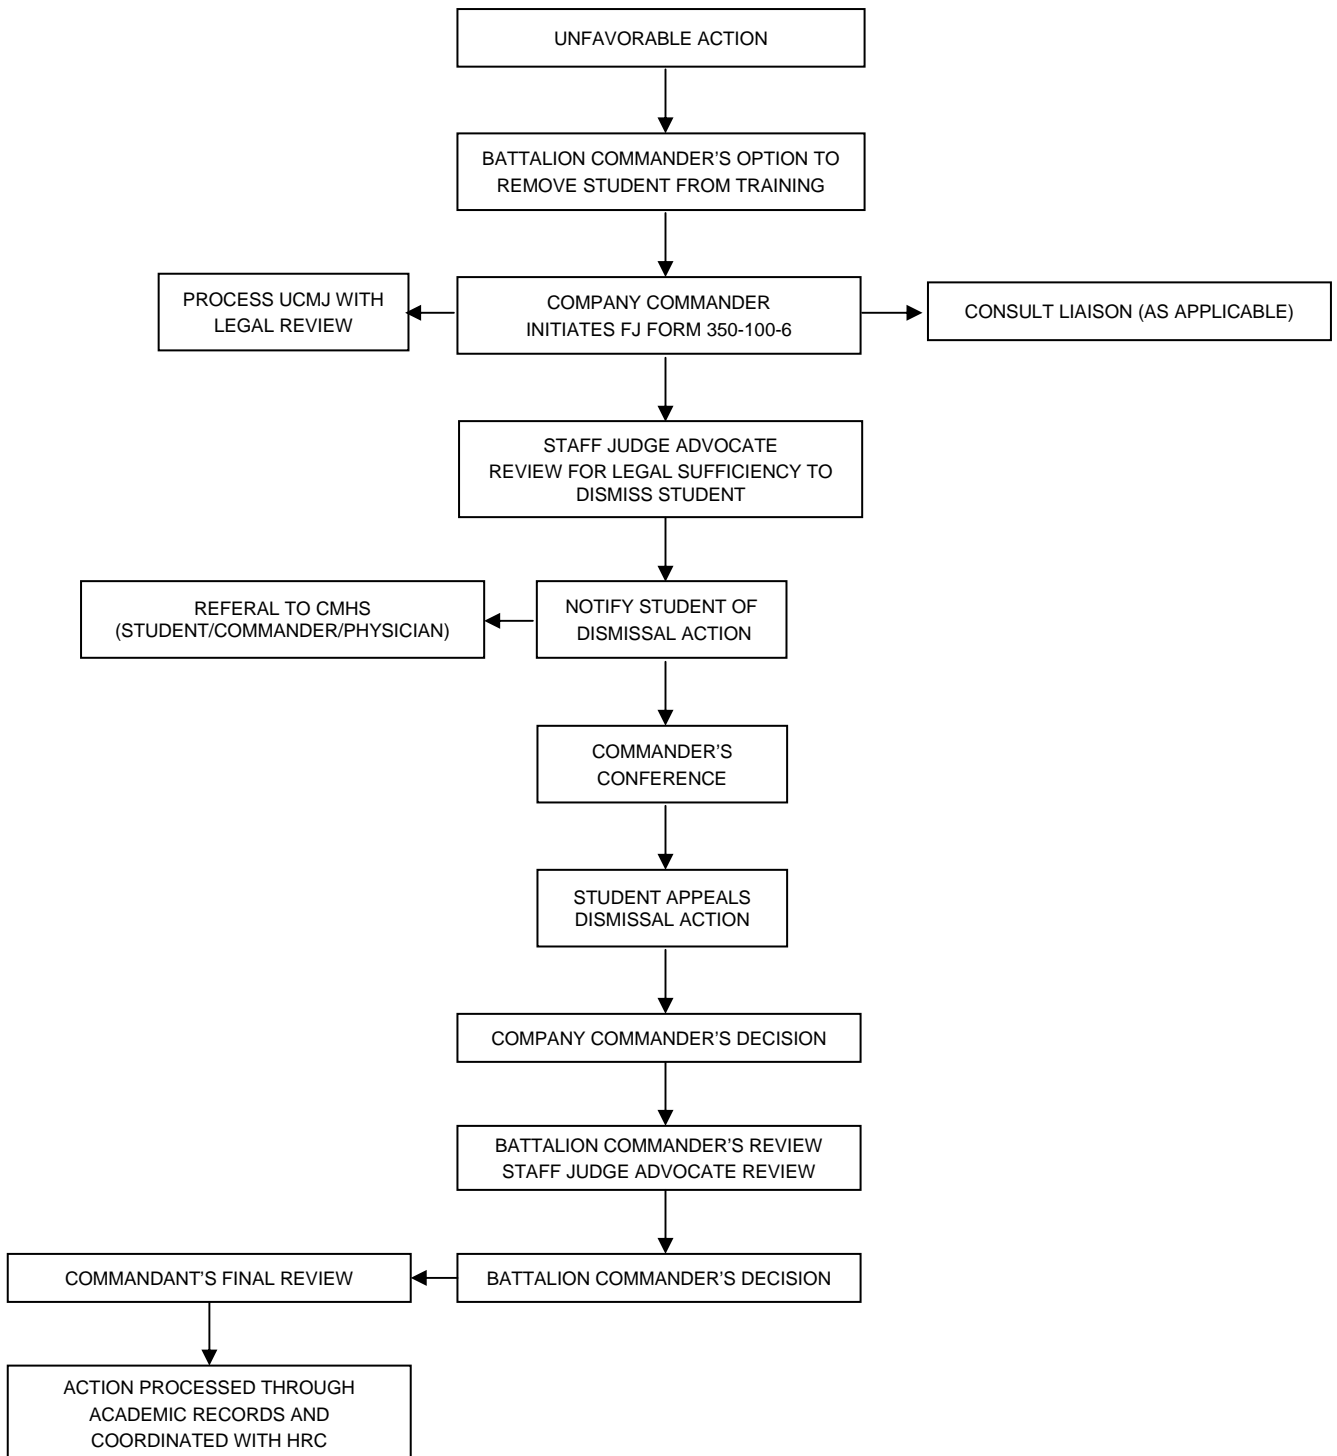 UNFAVORABLE ACTION
BATTALION COMMANDER’S OPTION TO
REMOVE STUDENT FROM TRAINING
PROCESS UCMJ WITH
LEGAL REVIEW
COMPANY COMMANDER
INITIATES FJ FORM 350-100-6
CONSULT LIAISON (AS APPLICABLE)
STAFF JUDGE ADVOCATE
REVIEW FOR LEGAL SUFFICIENCY TO
DISMISS STUDENT
REFERAL TO CMHS
(STUDENT/COMMANDER/PHYSICIAN)
NOTIFY STUDENT OF
DISMISSAL ACTION
COMMANDER’S
CONFERENCE
STUDENT APPEALS
DISMISSAL ACTION
COMPANY COMMANDER’S DECISION
BATTALION COMMANDER’S REVIEW
STAFF JUDGE ADVOCATE REVIEW
COMMANDANT’S FINAL REVIEW
BATTALION COMMANDER’S DECISION
ACTION PROCESSED THROUGH
ACADEMIC RECORDS AND
COORDINATED WITH HRC